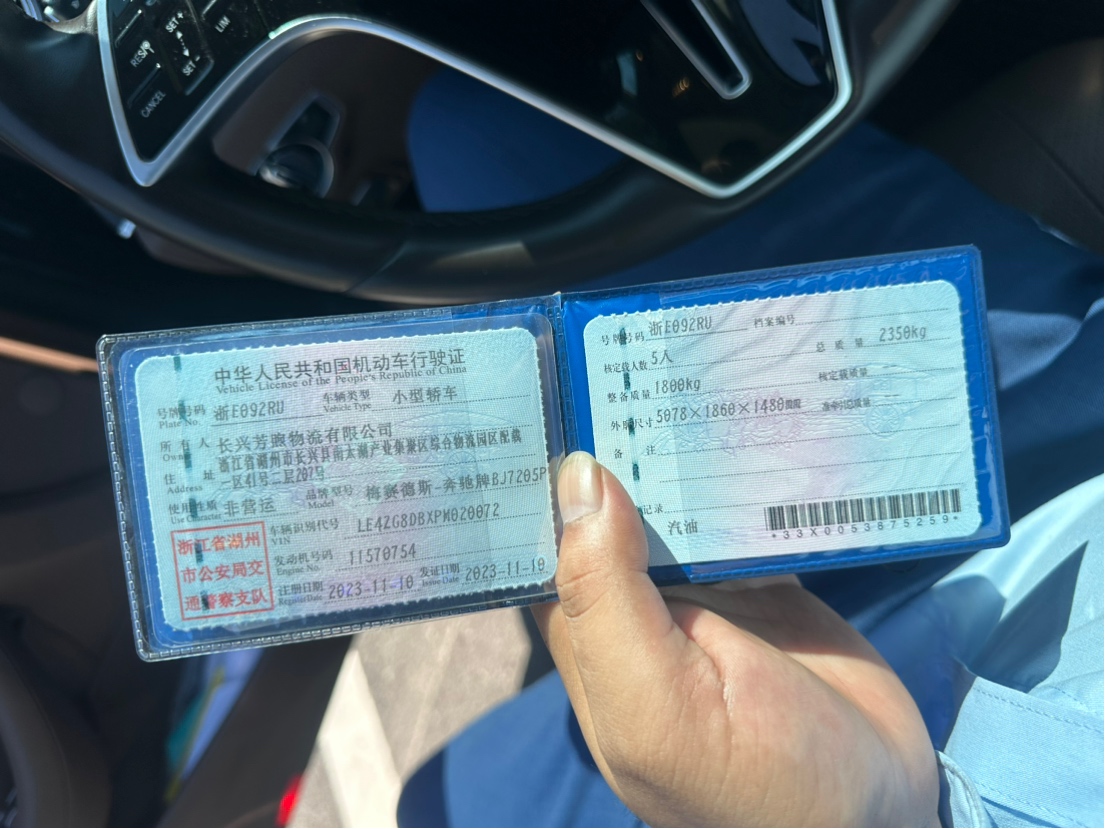 RES/+
SET+
SET-
LIM
CANCEL
中华人民共和国机动车行驶证
Vehicle License of the People's Republic of China
号牌号码 浙E092RU 车辆类型 小型轿车
Plate No. Vehicle Type
所有人 长兴芳晟物流有限公司
Owner
住址 浙江省湖州市长兴县南太湖产业集聚区综合物流园区配载
Address 一区41号二层207号
使用性质 非营运 品牌型号 梅赛德斯-奔驰牌BJ7205P
Use Character Model
浙江省湖州
市公安局交
通警察支队
车辆识别代号 LE4ZG8DBXPM020072
VIN
发动机号码 11570754
Engine No.
注册日期 2023-11-10 发证日期 2023-11-10
Register Date Issue Date
号牌号码 浙E092RU 档案编号
核定载人数 5人 总质量 2350kg
整备质量 1800kg 核定载质量 --
外廓尺寸 5078×1860×1480 准牵引总质量 --
备注
记录
汽油
*33X0053675259*